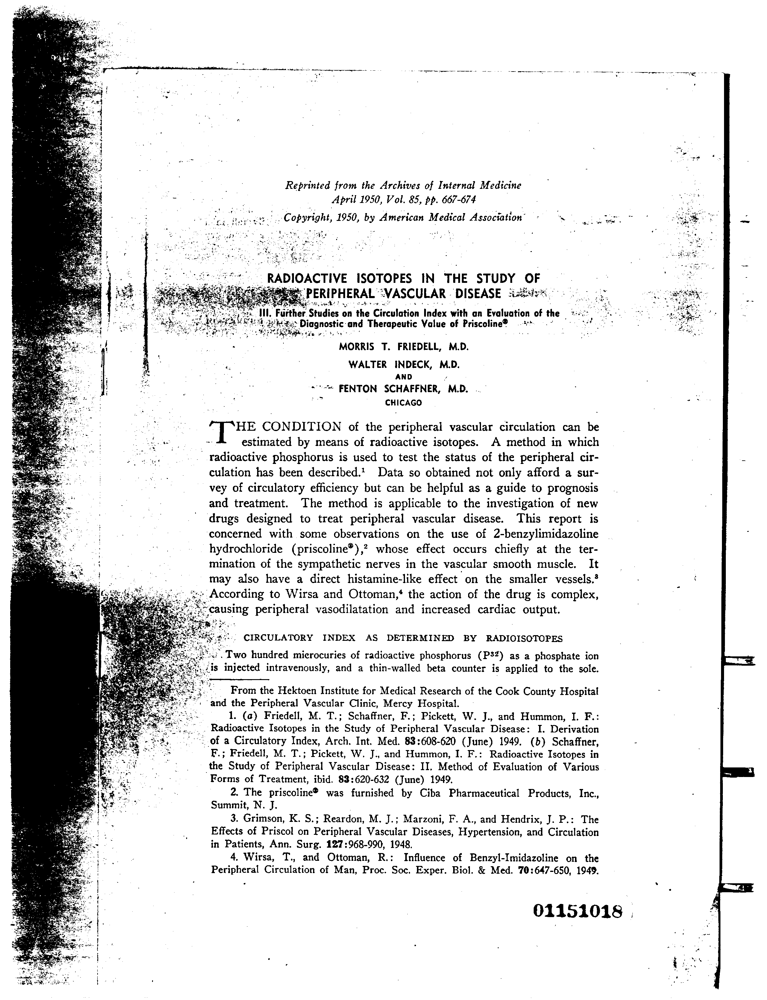 Reprinted from the Archives of Internal Medicine
April 1950, Vol. 85, pp. 667-674
Copyright, 1950, by American Medical Association
RADIOACTIVE ISOTOPES IN THE STUDY OF
PERIPHERAL VASCULAR DISEASE
III. Further Studies on the Circulation Index with an Evaluation of the
Diagnostic and Therapeutic Value of Priscoline®
MORRIS T. FRIEDELL, M.D.
WALTER INDECK, M.D.
AND
FENTON SCHAFFNER, M.D.
CHICAGO
THE CONDITION of the peripheral vascular circulation can be
estimated by means of radioactive isotopes. A method in which
radioactive phosphorus is used to test the status of the peripheral cir-
culation has been described.¹ Data so obtained not only afford a sur-
vey of circulatory efficiency but can be helpful as a guide to prognosis
and treatment. The method is applicable to the investigation of new
drugs designed to treat peripheral vascular disease. This report is
concerned with some observations on the use of 2-benzylimidazoline
hydrochloride (priscoline®),² whose effect occurs chiefly at the ter-
mination of the sympathetic nerves in the vascular smooth muscle. It
may also have a direct histamine-like effect on the smaller vessels.³
According to Wirsa and Ottoman,⁴ the action of the drug is complex,
causing peripheral vasodilatation and increased cardiac output.
CIRCULATORY INDEX AS DETERMINED BY RADIOISOTOPES
Two hundred microcuries of radioactive phosphorus (P³²) as a phosphate ion
is injected intravenously, and a thin-walled beta counter is applied to the sole.
From the Hektoen Institute for Medical Research of the Cook County Hospital
and the Peripheral Vascular Clinic, Mercy Hospital.
1. (a) Friedell, M. T.; Schaffner, F.; Pickett, W. J., and Hummon, I. F.:
Radioactive Isotopes in the Study of Peripheral Vascular Disease: I. Derivation
of a Circulatory Index, Arch. Int. Med. 83:608-620 (June) 1949. (b) Schaffner,
F.; Friedell, M. T.; Pickett, W. J., and Hummon, I. F.: Radioactive Isotopes in
the Study of Peripheral Vascular Disease: II. Method of Evaluation of Various
Forms of Treatment, ibid. 83:620-632 (June) 1949.
2. The priscoline® was furnished by Ciba Pharmaceutical Products, Inc.,
Summit, N. J.
3. Grimson, K. S.; Reardon, M. J.; Marzoni, F. A., and Hendrix, J. P.: The
Effects of Priscol on Peripheral Vascular Diseases, Hypertension, and Circulation
in Patients, Ann. Surg. 127:968-990, 1948.
4. Wirsa, T., and Ottoman, R.: Influence of Benzyl-Imidazoline on the
Peripheral Circulation of Man, Proc. Soc. Exper. Biol. & Med. 70:647-650, 1949.
01151018